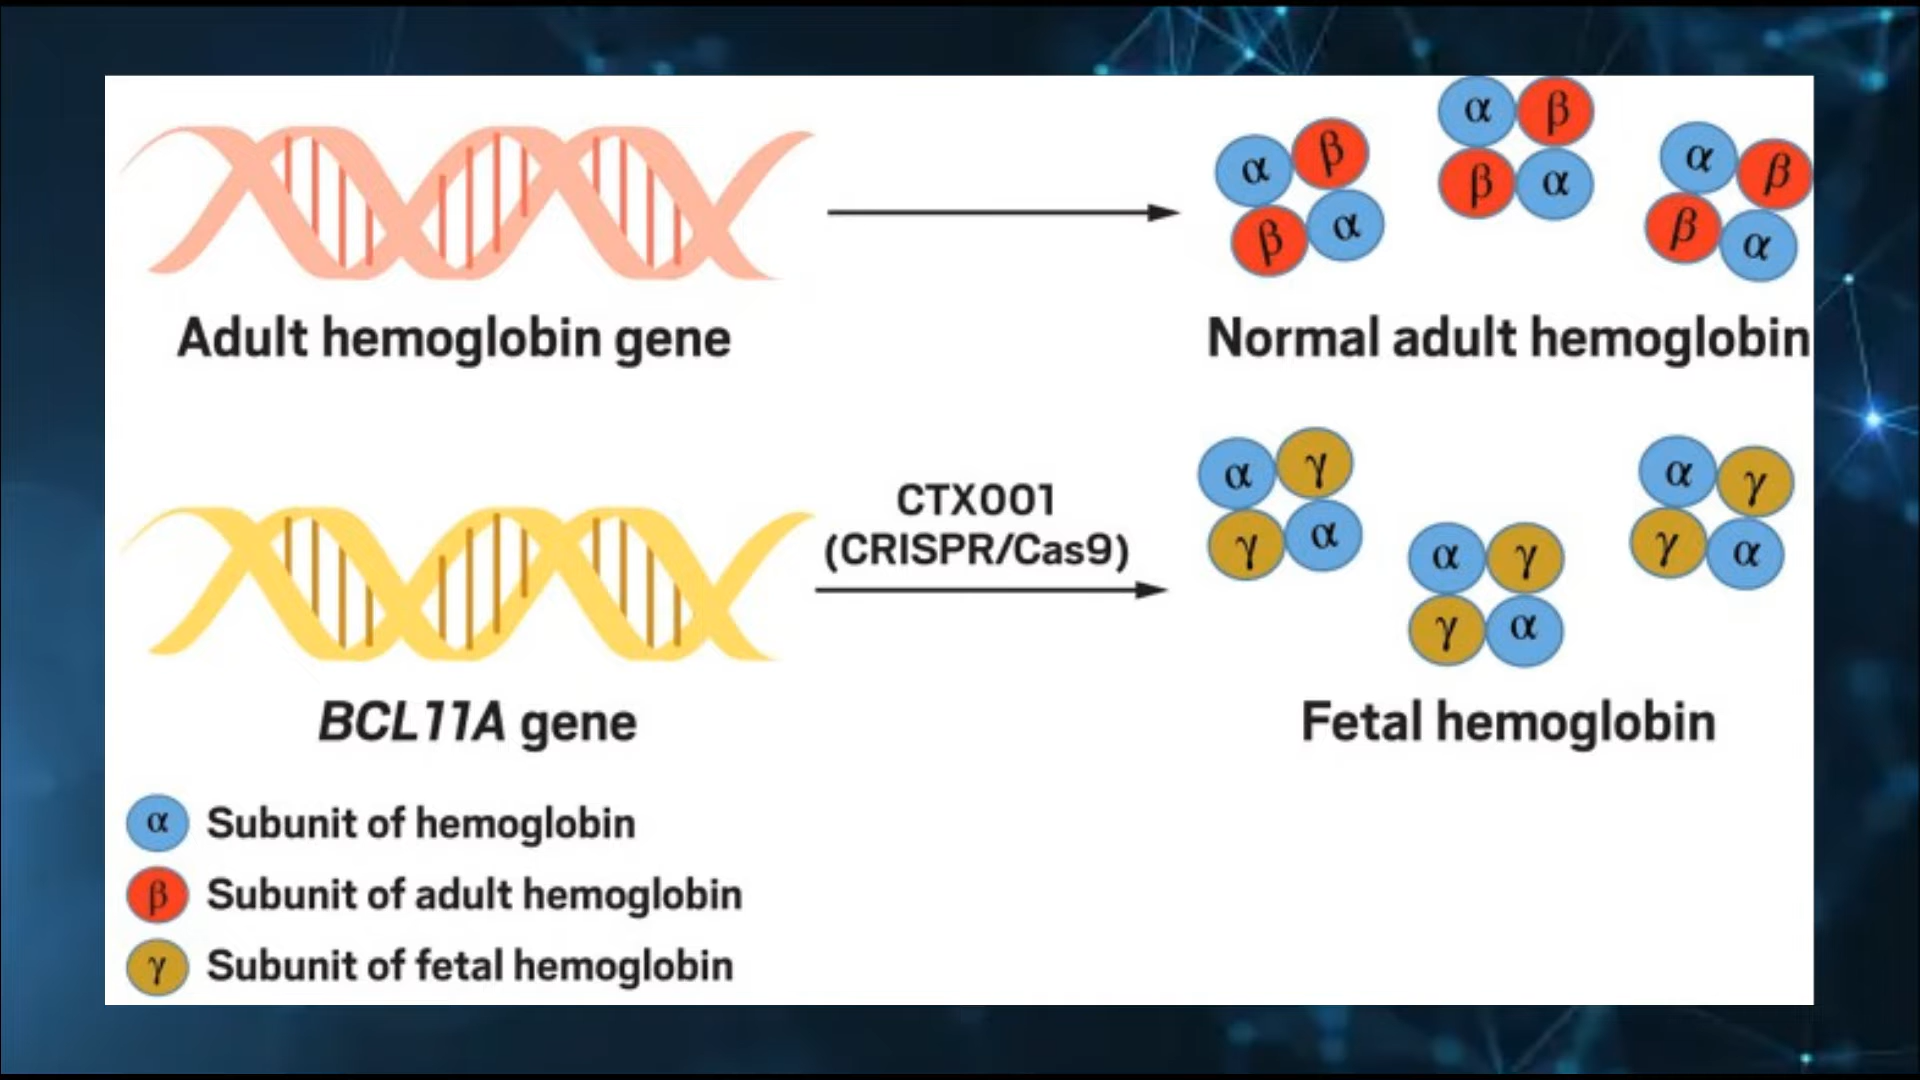 α β
β α
α β
β α
α β
β α
Adult hemoglobin gene
Normal adult hemoglobin
CTX001
(CRISPR/Cas9)
α γ
γ α
α γ
γ α
α γ
γ α
BCL11A gene
Fetal hemoglobin
α Subunit of hemoglobin
β Subunit of adult hemoglobin
γ Subunit of fetal hemoglobin